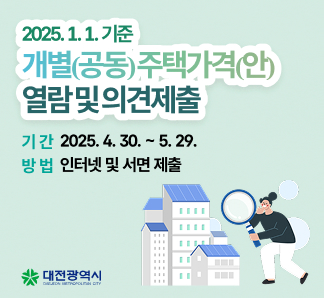 2025. 1. 1. 기준
개별(공동) 주택가격(안)
열람 및 의견제출
기 간 2025. 4. 30. ~ 5. 29.
방 법 인터넷 및 서면 제출
대전광역시
DAEJEON METROPOLITAN CITY